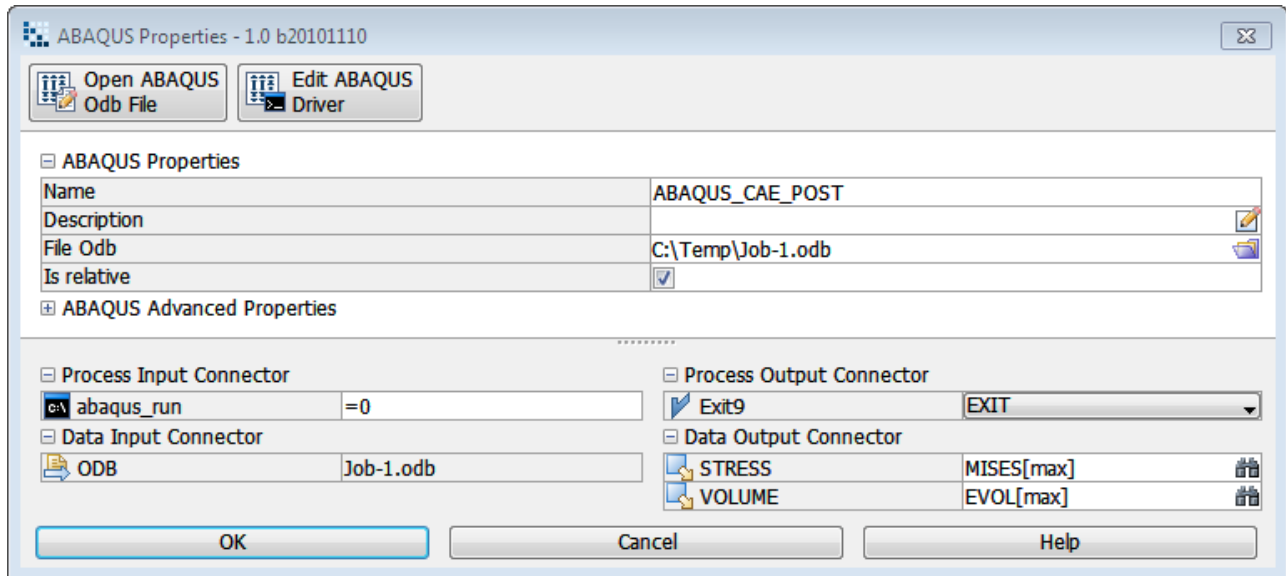 ABAQUS Properties - 1.0 b20101110
Open ABAQUS
Odb File
Edit ABAQUS
Driver
ABAQUS Properties
Name ABAQUS_CAE_POST
Description
File Odb C:\Temp\Job-1.odb
Is relative
ABAQUS Advanced Properties
Process Input Connector
abaqus_run =0
Data Input Connector
ODB Job-1.odb
Process Output Connector
Exit9 EXIT
Data Output Connector
STRESS MISES[max]
VOLUME EVOL[max]
OK Cancel Help